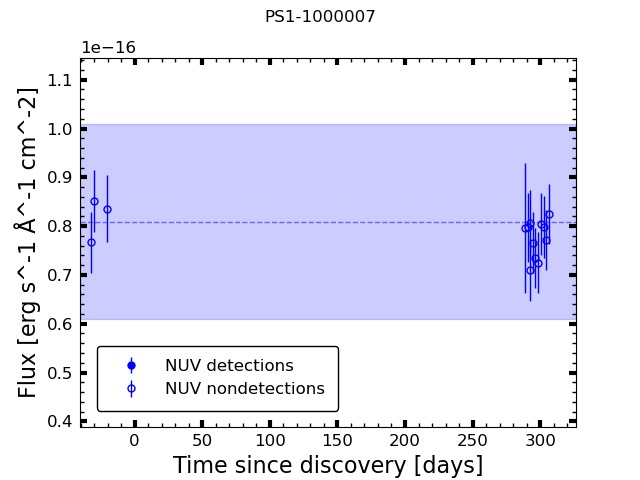 PS1-1000007
1e−16
1.1
1.0
0.9
0.8
0.7
0.6
0.5
0.4
Flux [erg s^-1 Å^-1 cm^-2]
NUV detections
NUV nondetections
0 50 100 150 200 250 300
Time since discovery [days]